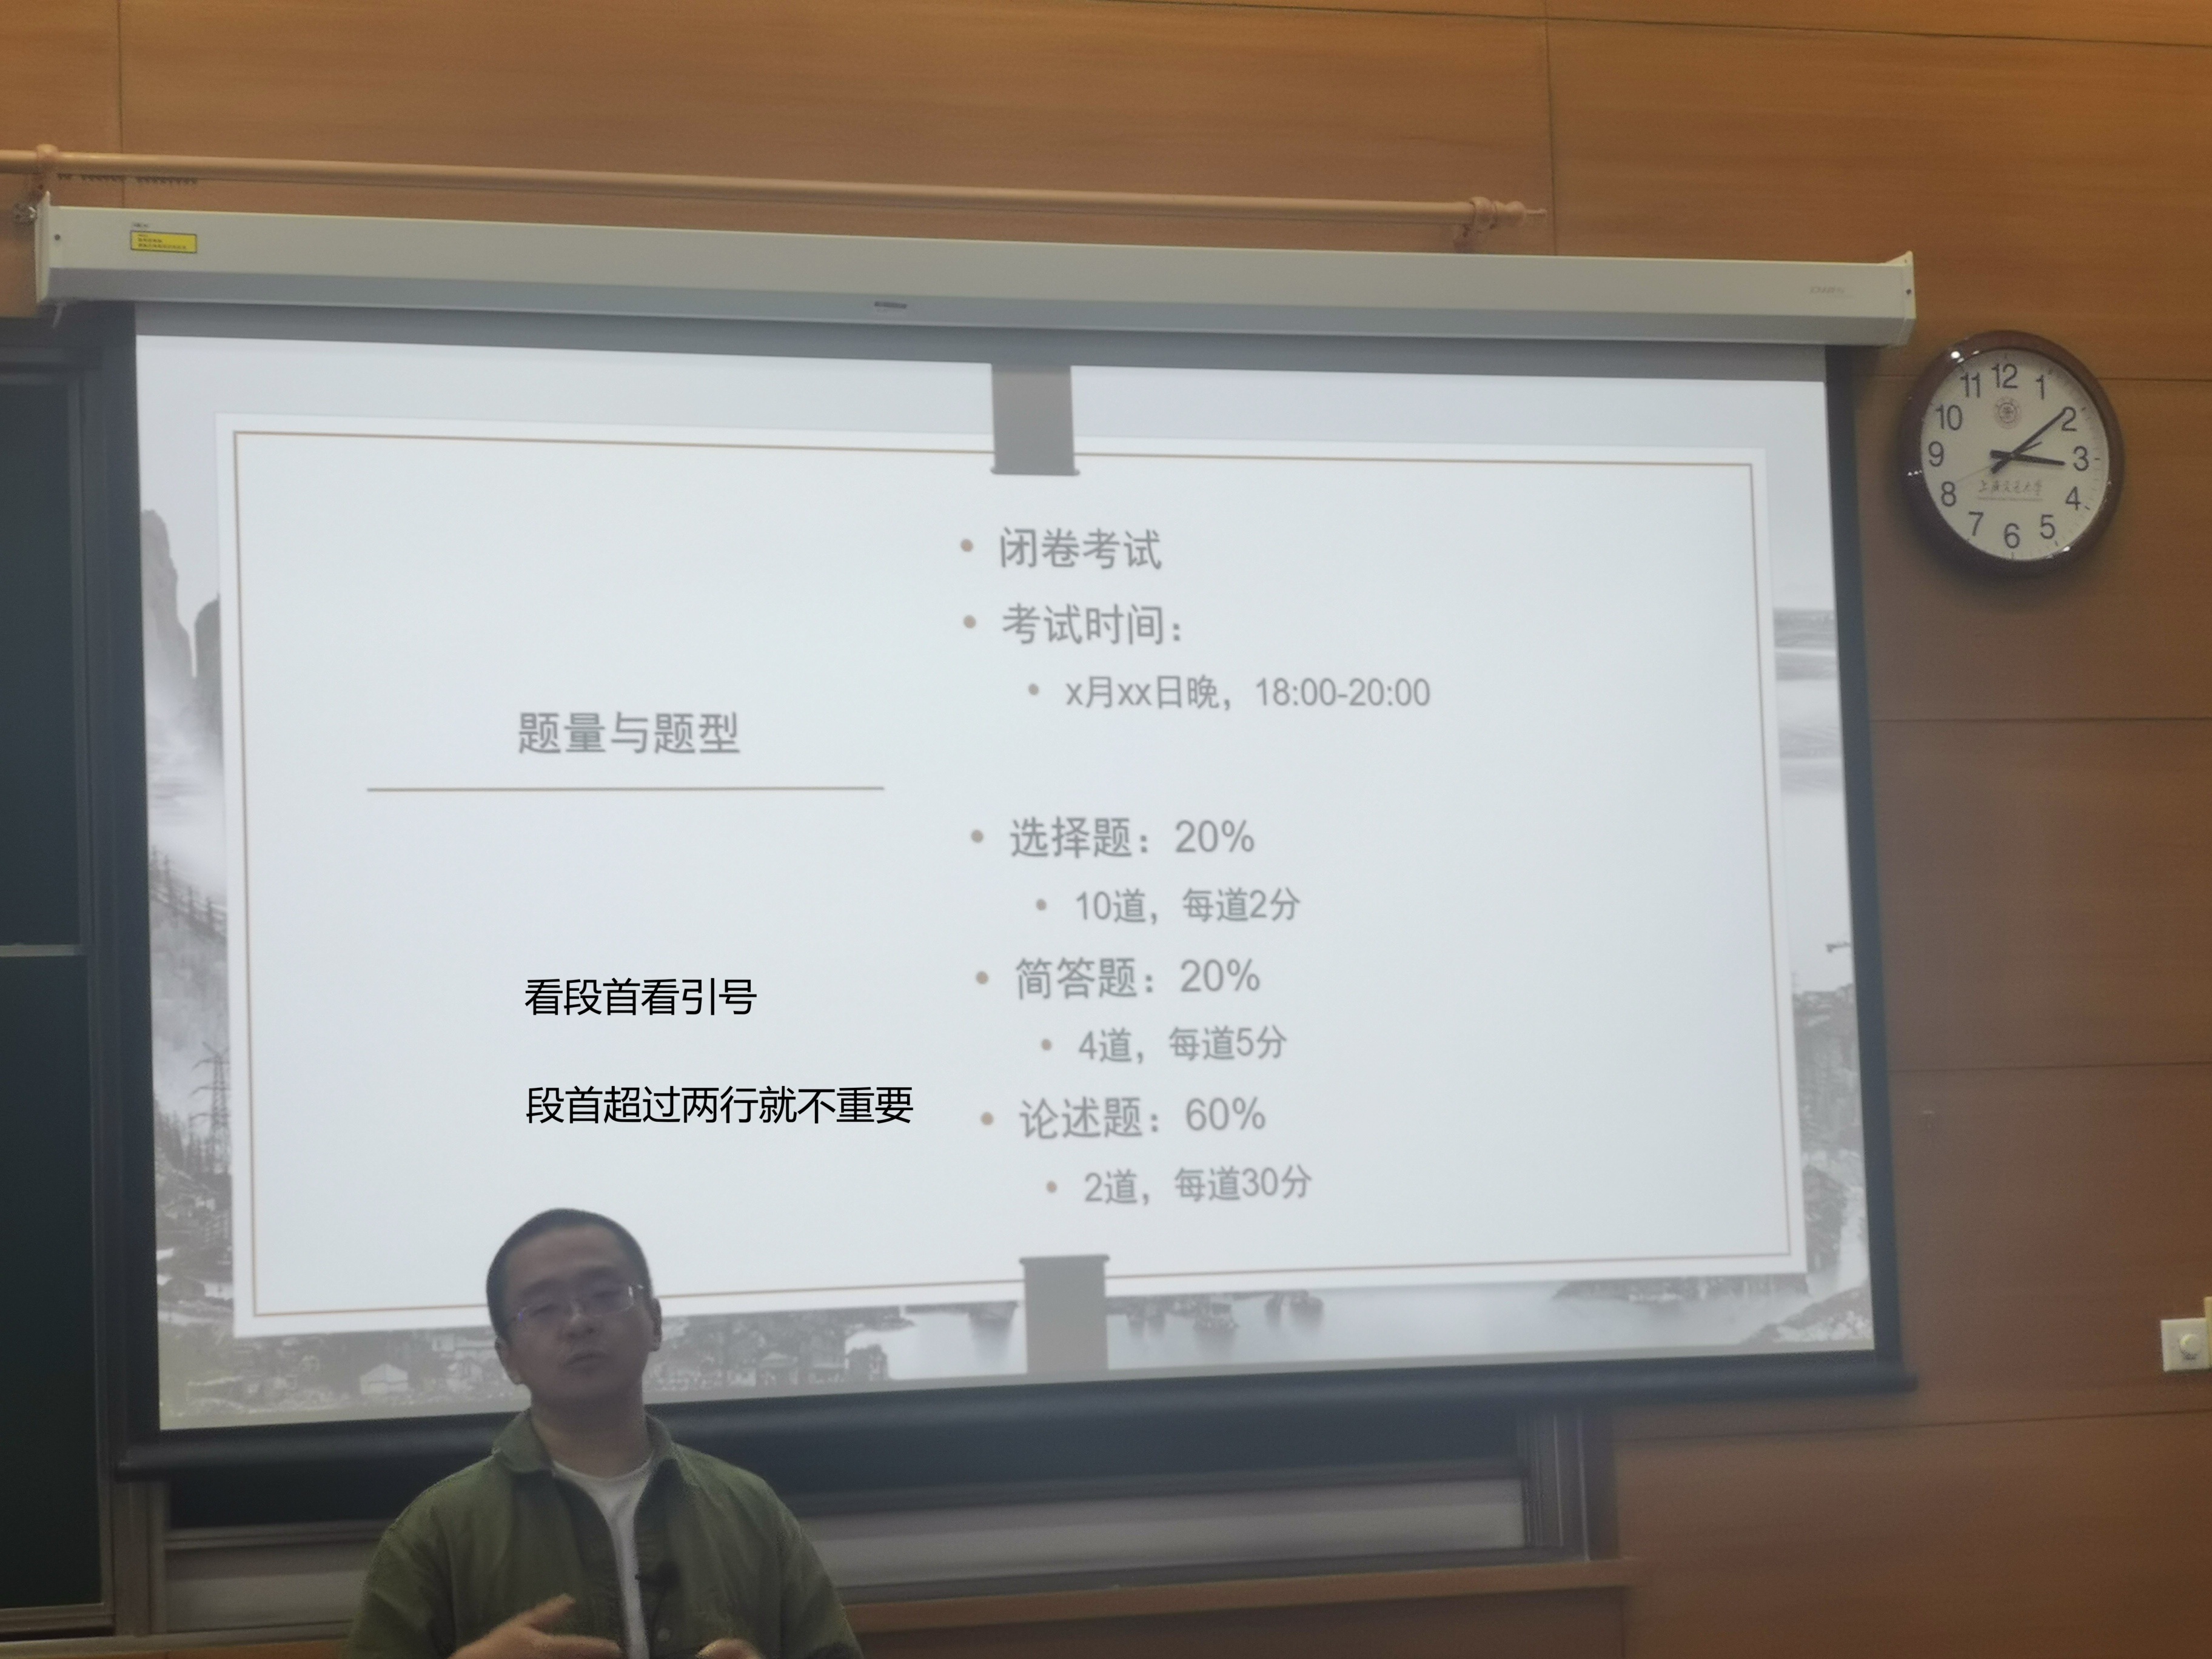 题量与题型
看段首看引号
段首超过两行就不重要
• 闭卷考试
• 考试时间：
• x月xx日晚，18:00-20:00
• 选择题：20%
• 10道，每道2分
• 简答题：20%
• 4道，每道5分
• 论述题：60%
• 2道，每道30分
12
1
2
3
4
5
6
7
8
9
10
11
上海交通大学